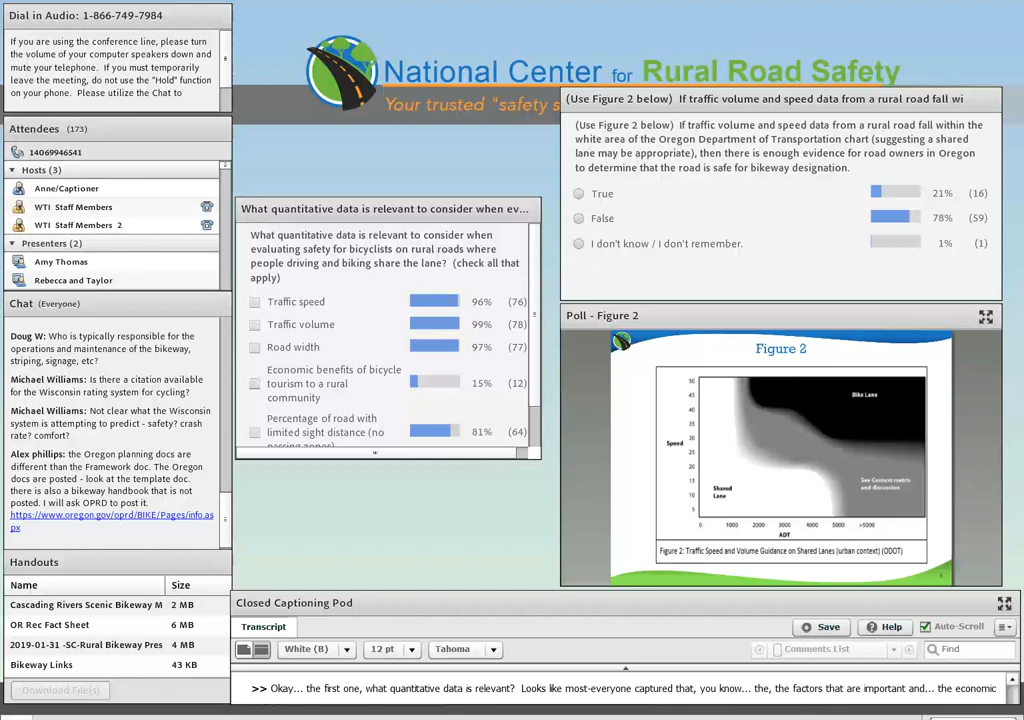 Dial in Audio: 1-866-749-7984
If you are using the conference line, please turn
the volume of your computer speakers down and
mute your telephone. If you must temporarily
leave the meeting, do not use the "Hold" function
on your phone. Please utilize the Chat to
Attendees (173)
14069946541
Hosts (3)
Anne/Captioner
WTI Staff Members
WTI Staff Members 2
Presenters (2)
Amy Thomas
Rebecca and Taylor
Chat (Everyone)
Doug W: Who is typically responsible for the
operations and maintenance of the bikeway,
striping, signage, etc?
Michael Williams: Is there a citation available
for the Wisconsin rating system for cycling?
Michael Williams: Not clear what the Wisconsin
system is attempting to predict - safety? crash
rate? comfort?
Alex phillips: the Oregon planning docs are
different than the Framework doc. The Oregon
docs are posted - look at the template doc.
there is also a bikeway handbook that is not
posted. I will ask OPRD to post it.
https://www.oregon.gov/oprd/BIKE/Pages/info.as
px
Handouts
Name Size
Cascading Rivers Scenic Bikeway M 2 MB
OR Rec Fact Sheet 6 MB
2019-01-31 -SC-Rural Bikeway Pres 4 MB
Bikeway Links 43 KB
Download File(s)
National Center for Rural Road Safety
Your trusted "safety s
What quantitative data is relevant to consider when ev...
What quantitative data is relevant to consider when
evaluating safety for bicyclists on rural roads where
people driving and biking share the lane? (check all that
apply)
Traffic speed 96% (76)
Traffic volume 99% (78)
Road width 97% (77)
Economic benefits of bicycle
tourism to a rural 15% (12)
community
Percentage of road with
limited sight distance (no 81% (64)
passing zones)
(Use Figure 2 below) If traffic volume and speed data from a rural road fall wi
(Use Figure 2 below) If traffic volume and speed data from a rural road fall within the
white area of the Oregon Department of Transportation chart (suggesting a shared
lane may be appropriate), then there is enough evidence for road owners in Oregon
to determine that the road is safe for bikeway designation.
True 21% (16)
False 78% (59)
I don't know / I don't remember. 1% (1)
Poll - Figure 2
Figure 2
50
45
40
35
Speed 30
25
20
15
10
5
Bike Lane
See Context matrix
and discussion
Shared
Lane
0 1000 2000 3000 4000 5000 >5000
ADT
Figure 2: Traffic Speed and Volume Guidance on Shared Lanes (urban context) (ODOT)
Closed Captioning Pod
Transcript Save Help Auto-Scroll
White (B) 12 pt Tahoma Comments List Find
>> Okay... the first one, what quantitative data is relevant? Looks like most-everyone captured that, you know... the, the factors that are important and... the economic